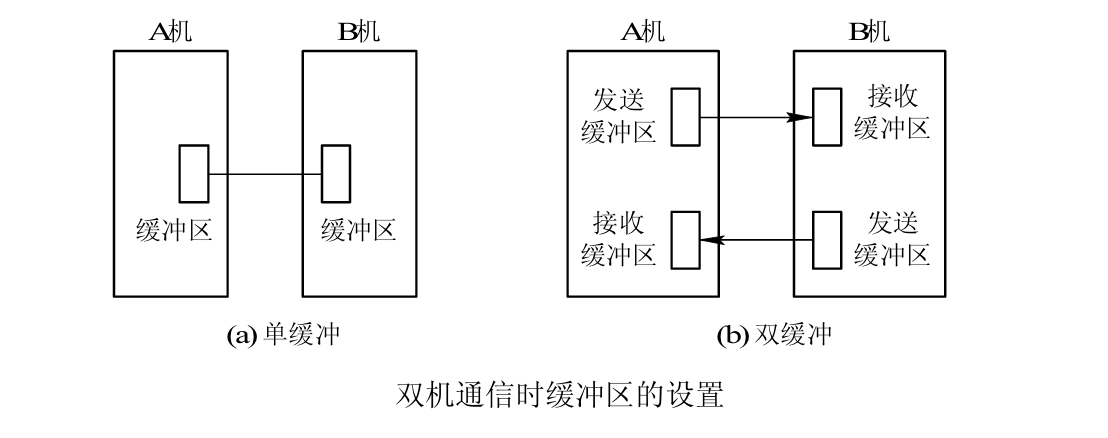 A机 B机 A机 B机
发送
缓冲区
接收
缓冲区
缓冲区 缓冲区
接收
缓冲区
发送
缓冲区
(a) 单缓冲 (b) 双缓冲
双机通信时缓冲区的设置